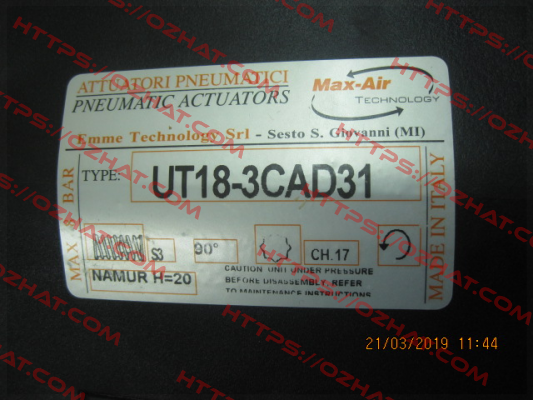 ATTUATORI PNEUMATICI
PNEUMATIC ACTUATORS
Max-Air
TECHNOLOGY
Emme Technology Srl - Sesto S. Giovanni (MI)
TYPE:
UT18-3CAD31
MAX BAR
MADE IN ITALY
S3
90°
CH.17
NAMUR H=20
CAUTION UNIT UNDER PRESSURE
BEFORE DISASSEMBLY, REFER
TO MAINTENANCE INSTRUCTIONS
21/03/2019 11:44
HTTPS://OZHAT.COM